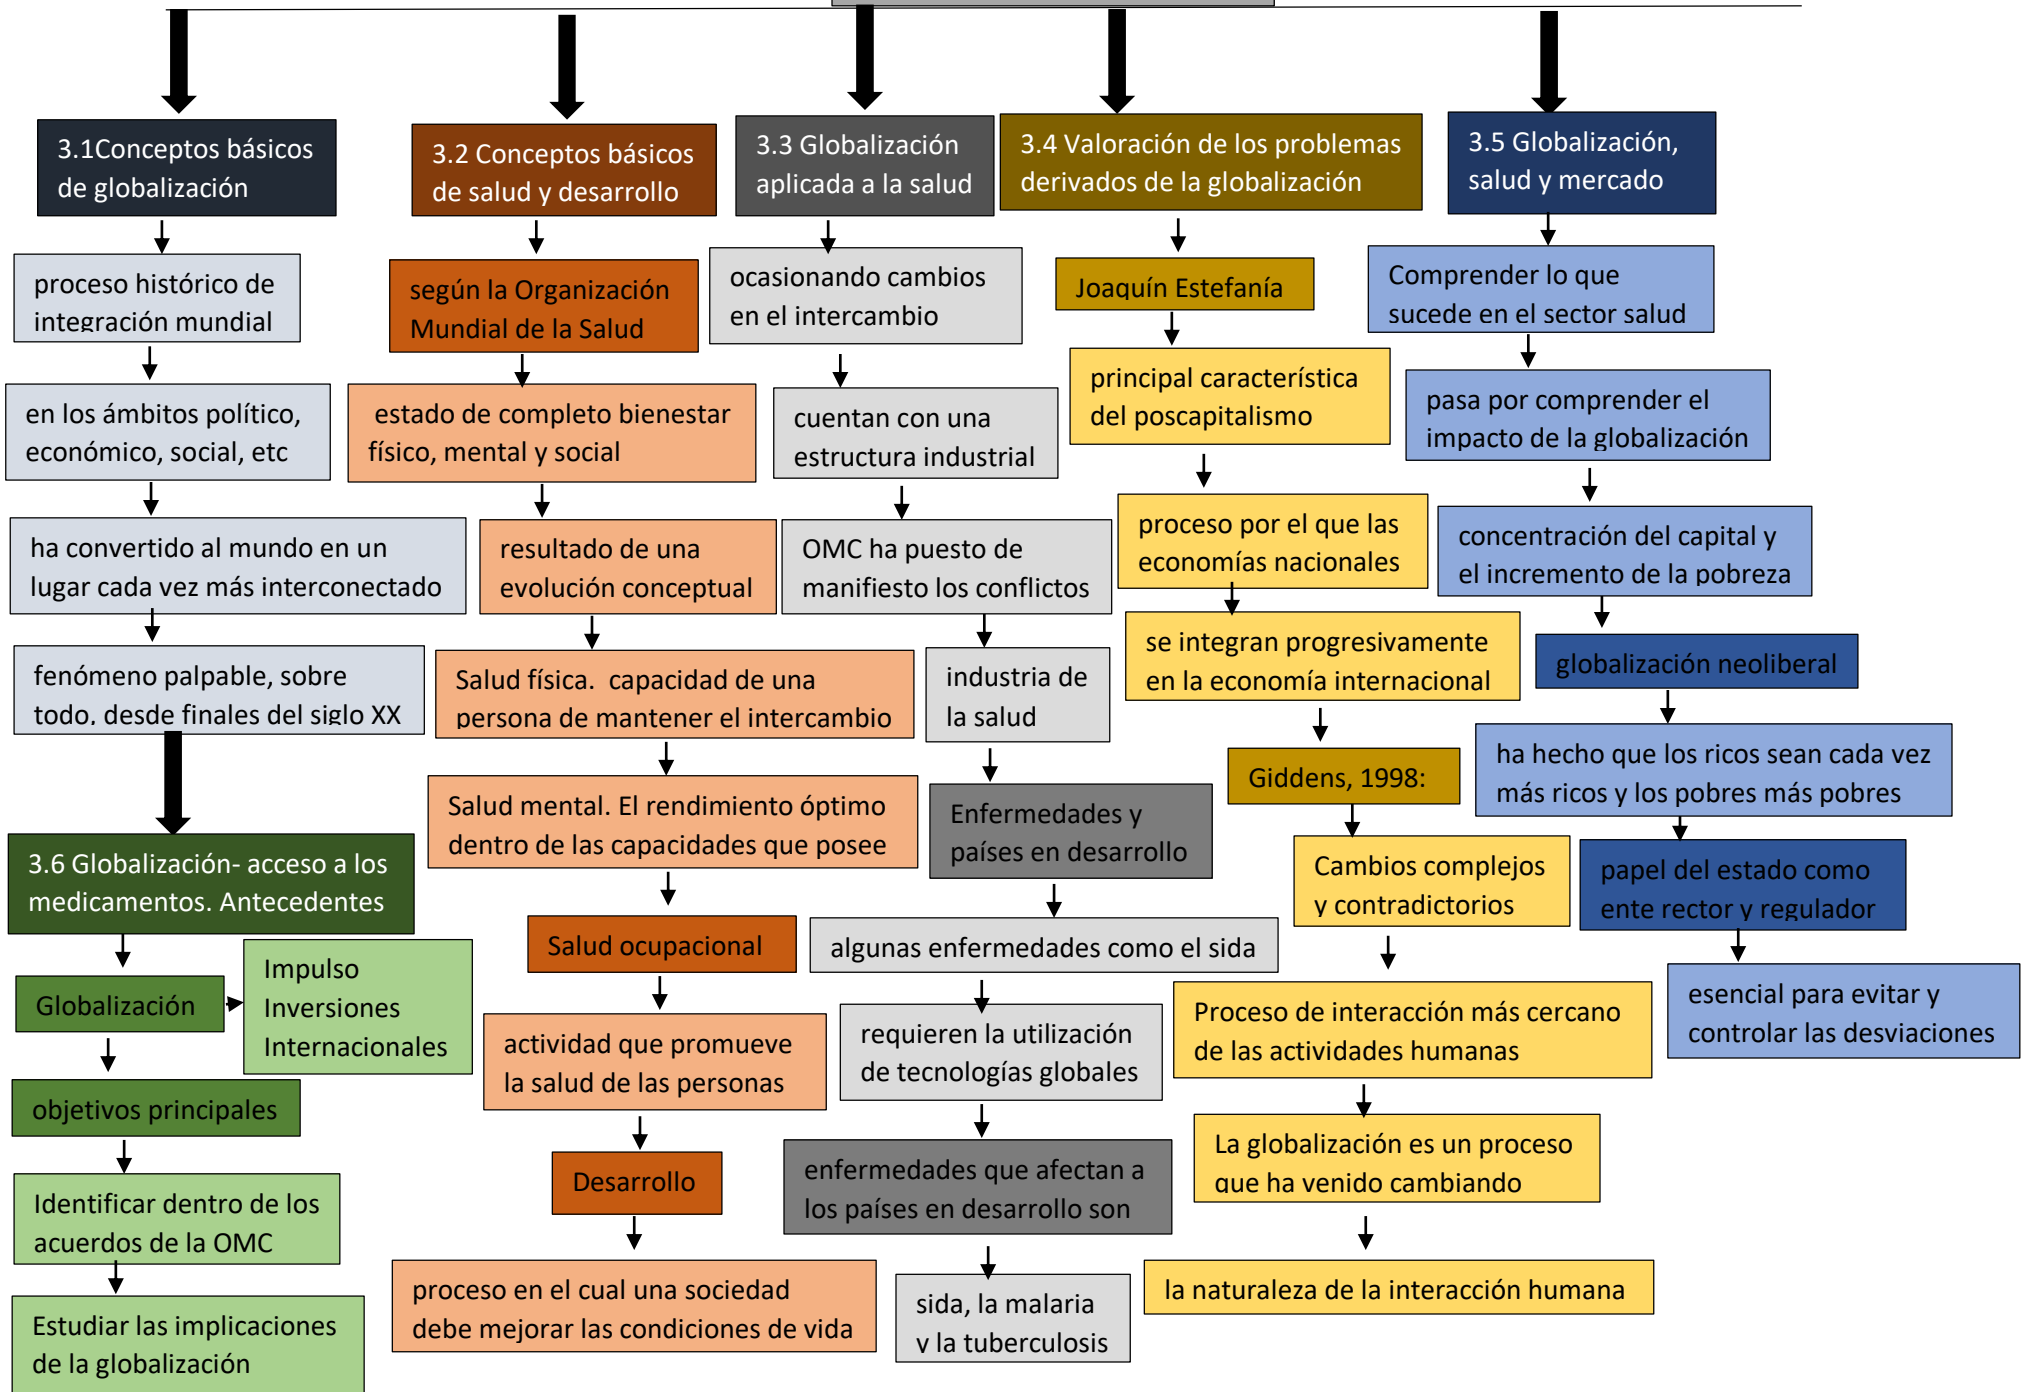 3.1Conceptos básicos
de globalización
proceso histórico de
integración mundial
en los ámbitos político,
económico, social, etc
ha convertido al mundo en un
lugar cada vez más interconectado
fenómeno palpable, sobre
todo, desde finales del siglo XX
3.6 Globalización- acceso a los
medicamentos. Antecedentes
Globalización
Impulso
Inversiones
Internacionales
objetivos principales
Identificar dentro de los
acuerdos de la OMC
Estudiar las implicaciones
de la globalización
3.2 Conceptos básicos
de salud y desarrollo
según la Organización
Mundial de la Salud
estado de completo bienestar
físico, mental y social
resultado de una
evolución conceptual
Salud física. capacidad de una
persona de mantener el intercambio
Salud mental. El rendimiento óptimo
dentro de las capacidades que posee
Salud ocupacional
actividad que promueve
la salud de las personas
Desarrollo
proceso en el cual una sociedad
debe mejorar las condiciones de vida
3.3 Globalización
aplicada a la salud
ocasionando cambios
en el intercambio
cuentan con una
estructura industrial
OMC ha puesto de
manifiesto los conflictos
industria de
la salud
Enfermedades y
países en desarrollo
algunas enfermedades como el sida
requieren la utilización
de tecnologías globales
enfermedades que afectan a
los países en desarrollo son
sida, la malaria
y la tuberculosis
3.4 Valoración de los problemas
derivados de la globalización
Joaquín Estefanía
principal característica
del poscapitalismo
proceso por el que las
economías nacionales
se integran progresivamente
en la economía internacional
Giddens, 1998:
Cambios complejos
y contradictorios
Proceso de interacción más cercano
de las actividades humanas
La globalización es un proceso
que ha venido cambiando
la naturaleza de la interacción humana
3.5 Globalización,
salud y mercado
Comprender lo que
sucede en el sector salud
pasa por comprender el
impacto de la globalización
concentración del capital y
el incremento de la pobreza
globalización neoliberal
ha hecho que los ricos sean cada vez
más ricos y los pobres más pobres
papel del estado como
ente rector y regulador
esencial para evitar y
controlar las desviaciones